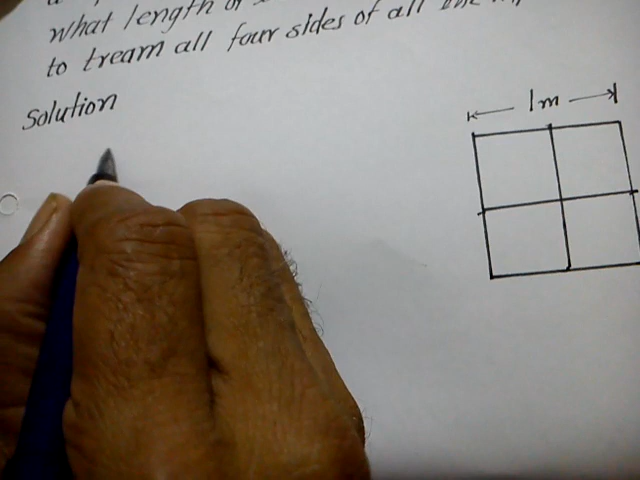 what length of
to tream all four sides of all the
Solution
1m